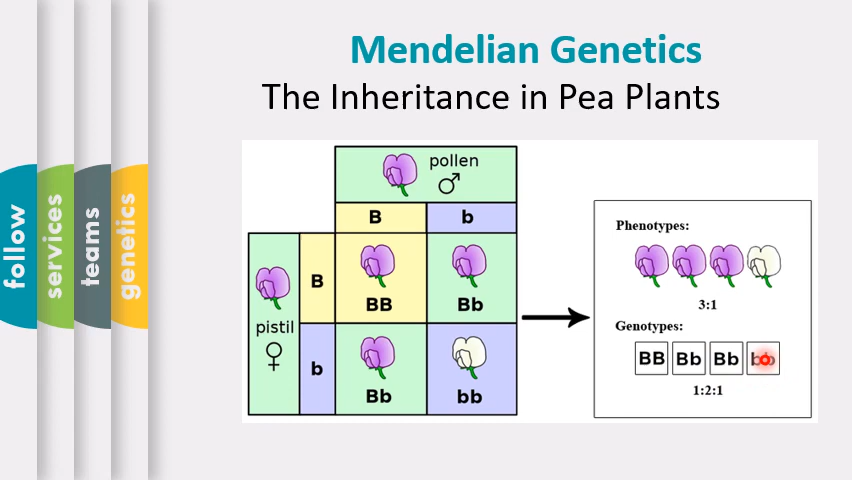 Mendelian Genetics
The Inheritance in Pea Plants
follow
services
teams
genetics
pollen
♂
B
b
pistil
♀
B
BB
Bb
b
Bb
bb
Phenotypes:
3:1
Genotypes:
BB Bb Bb bb
1:2:1